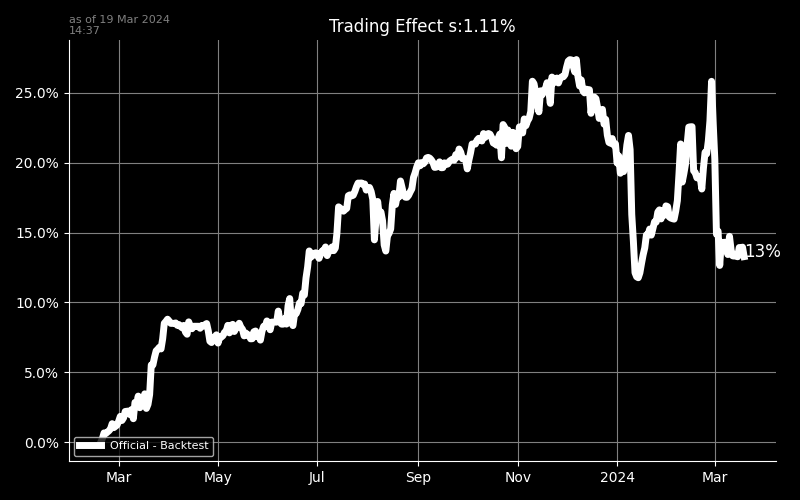 as of 19 Mar 2024
14:37
Trading Effect s:1.11%
25.0%
20.0%
15.0%
10.0%
5.0%
0.0%
13%
Official - Backtest
Mar May Jul Sep Nov 2024 Mar